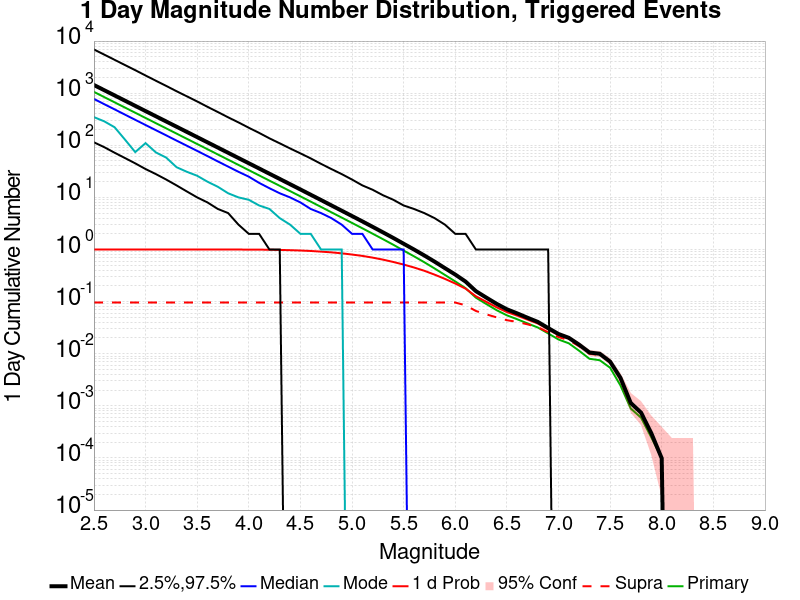 1 Day Magnitude Number Distribution, Triggered Events
1 Day Cumulative Number
10^4
10^3
10^2
10^1
10^0
10^-1
10^-2
10^-3
10^-4
10^-5
2.5 3.0 3.5 4.0 4.5 5.0 5.5 6.0 6.5 7.0 7.5 8.0 8.5 9.0
Magnitude
Mean 2.5%,97.5% Median Mode 1 d Prob 95% Conf Supra Primary